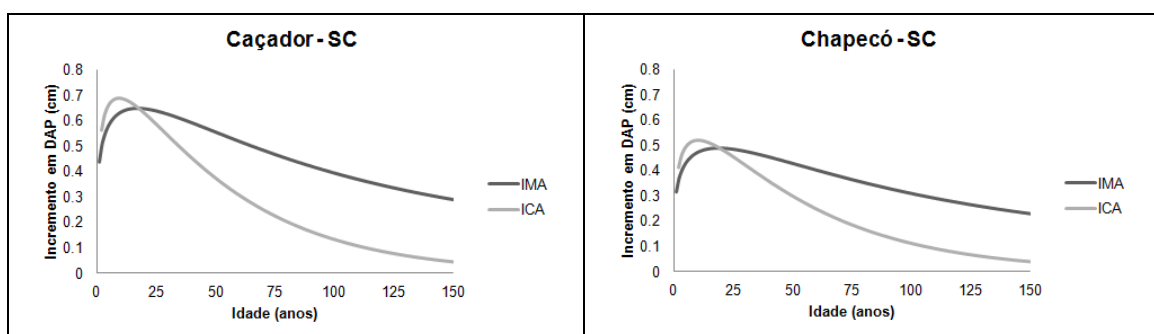 Caçador - SC
Incremento em DAP (cm)
0.8
0.7
0.6
0.5
0.4
0.3
0.2
0.1
0
0 25 50 75 100 125 150
Idade (anos)
IMA
ICA
Chapecó - SC
Incremento em DAP (cm)
0.8
0.7
0.6
0.5
0.4
0.3
0.2
0.1
0
0 25 50 75 100 125 150
Idade (anos)
IMA
ICA